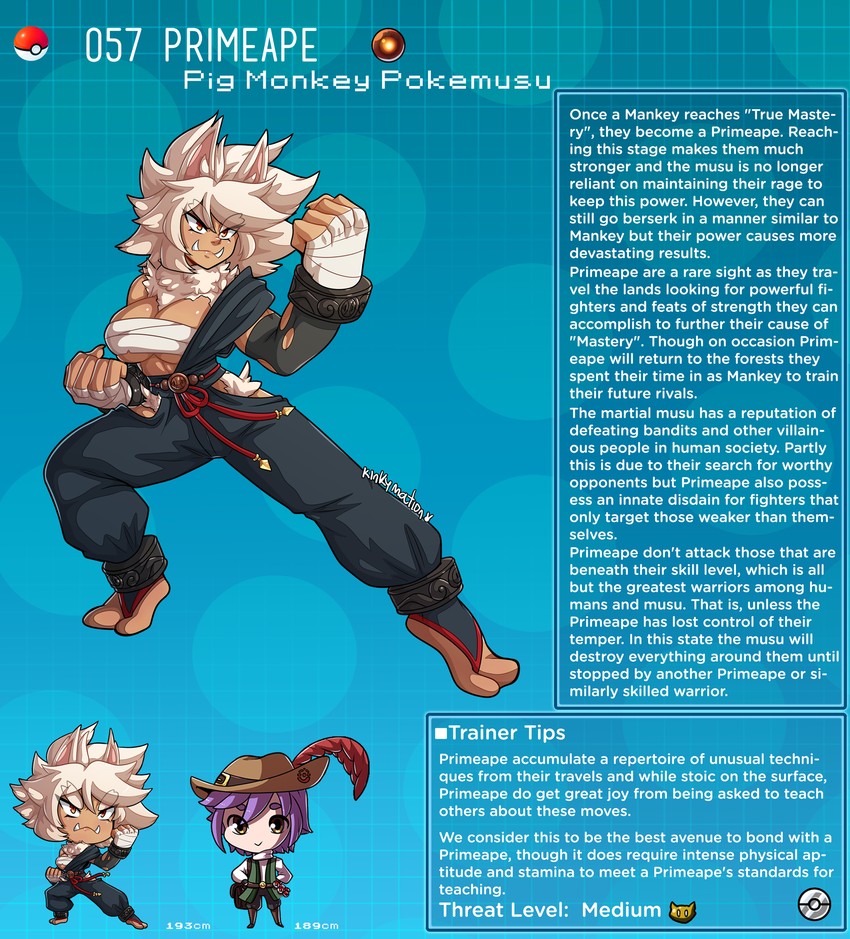 057 PRIMEAPE
Pig Monkey Pokemusu
Once a Mankey reaches "True Maste-
ry", they become a Primeape. Reach-
ing this stage makes them much
stronger and the musu is no longer
reliant on maintaining their rage to
keep this power. However, they can
still go berserk in a manner similar to
Mankey but their power causes more
devastating results.
Primeape are a rare sight as they tra-
vel the lands looking for powerful fi-
ghters and feats of strength they can
accomplish to further their cause of
"Mastery". Though on occasion Prim-
eape will return to the forests they
spent their time in as Mankey to train
their future rivals.
The martial musu has a reputation of
defeating bandits and other villain-
ous people in human society. Partly
this is due to their search for worthy
opponents but Primeape also poss-
ess an innate disdain for fighters that
only target those weaker than them-
selves.
Primeape don't attack those that are
beneath their skill level, which is all
but the greatest warriors among hu-
mans and musu. That is, unless the
Primeape has lost control of their
temper. In this state the musu will
destroy everything around them until
stopped by another Primeape or si-
milarly skilled warrior.
kinkymation
■Trainer Tips
Primeape accumulate a repertoire of unusual techni-
ques from their travels and while stoic on the surface,
Primeape do get great joy from being asked to teach
others about these moves.
We consider this to be the best avenue to bond with a
Primeape, though it does require intense physical ap-
titude and stamina to meet a Primeape's standards for
teaching.
Threat Level: Medium
193cm
189cm